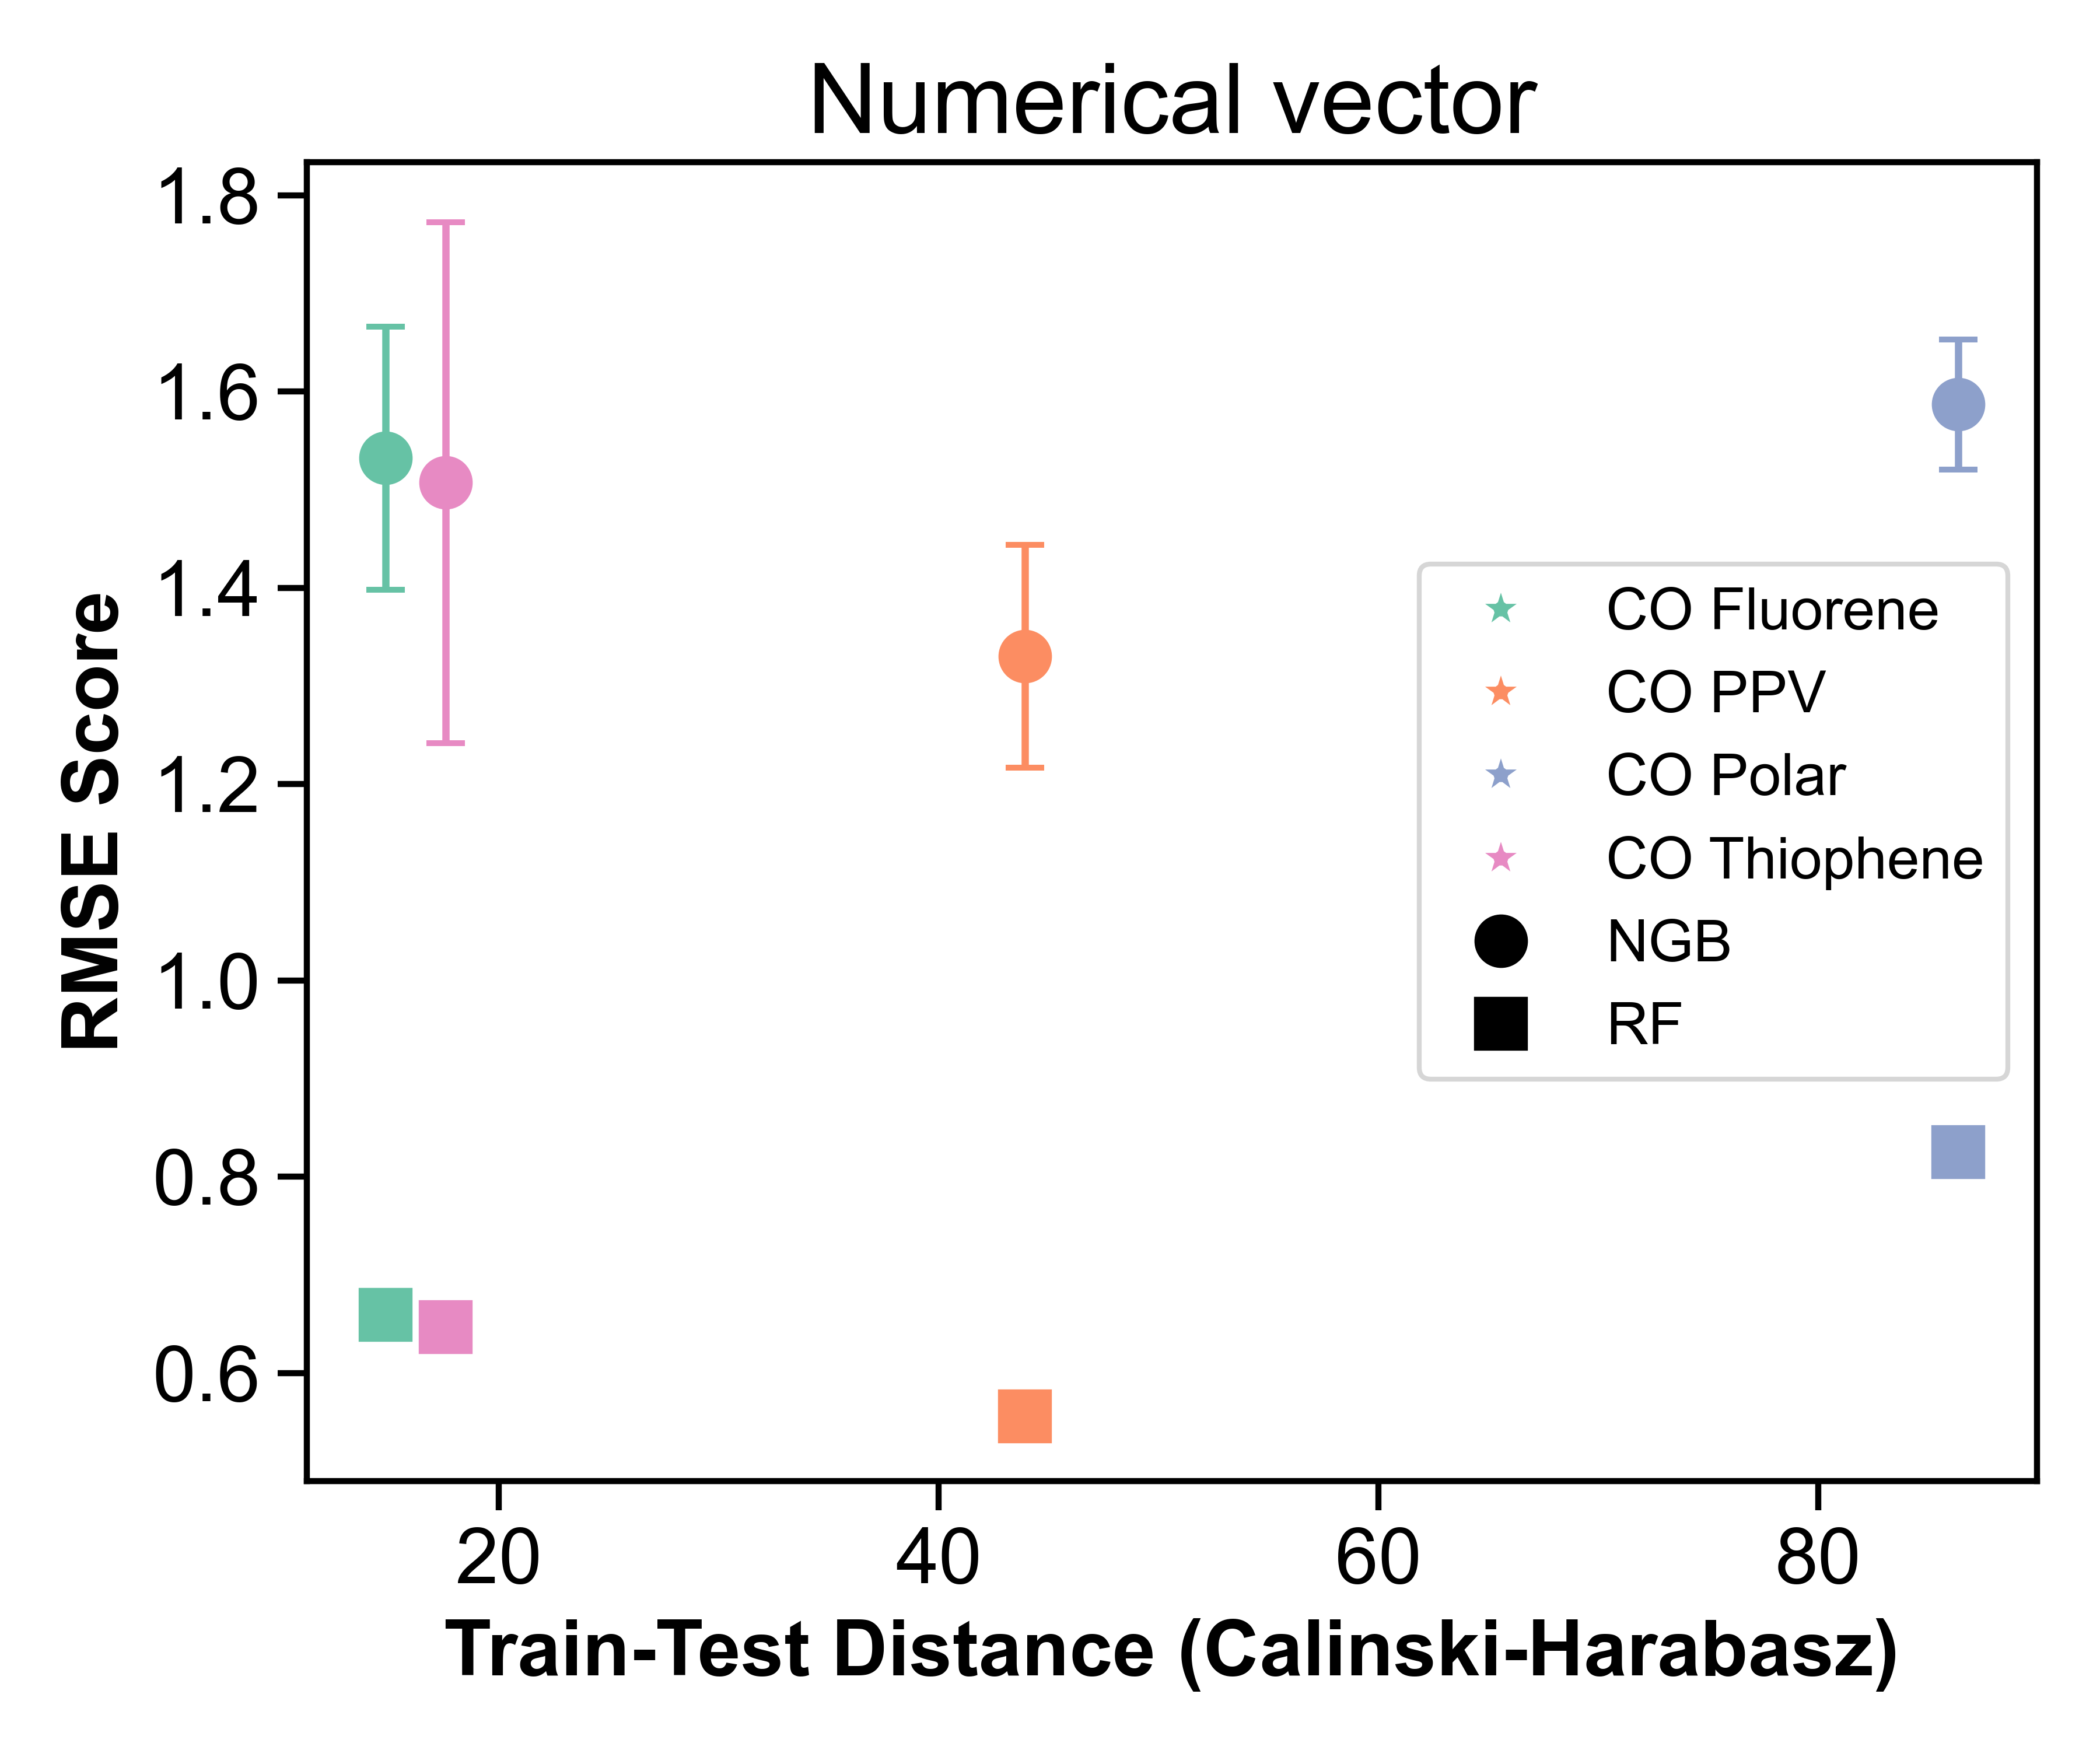 Numerical vector
1.8
1.6
1.4
1.2
1.0
0.8
0.6
RMSE Score
CO Fluorene
CO PPV
CO Polar
CO Thiophene
NGB
RF
20 40 60 80
Train-Test Distance (Calinski-Harabasz)